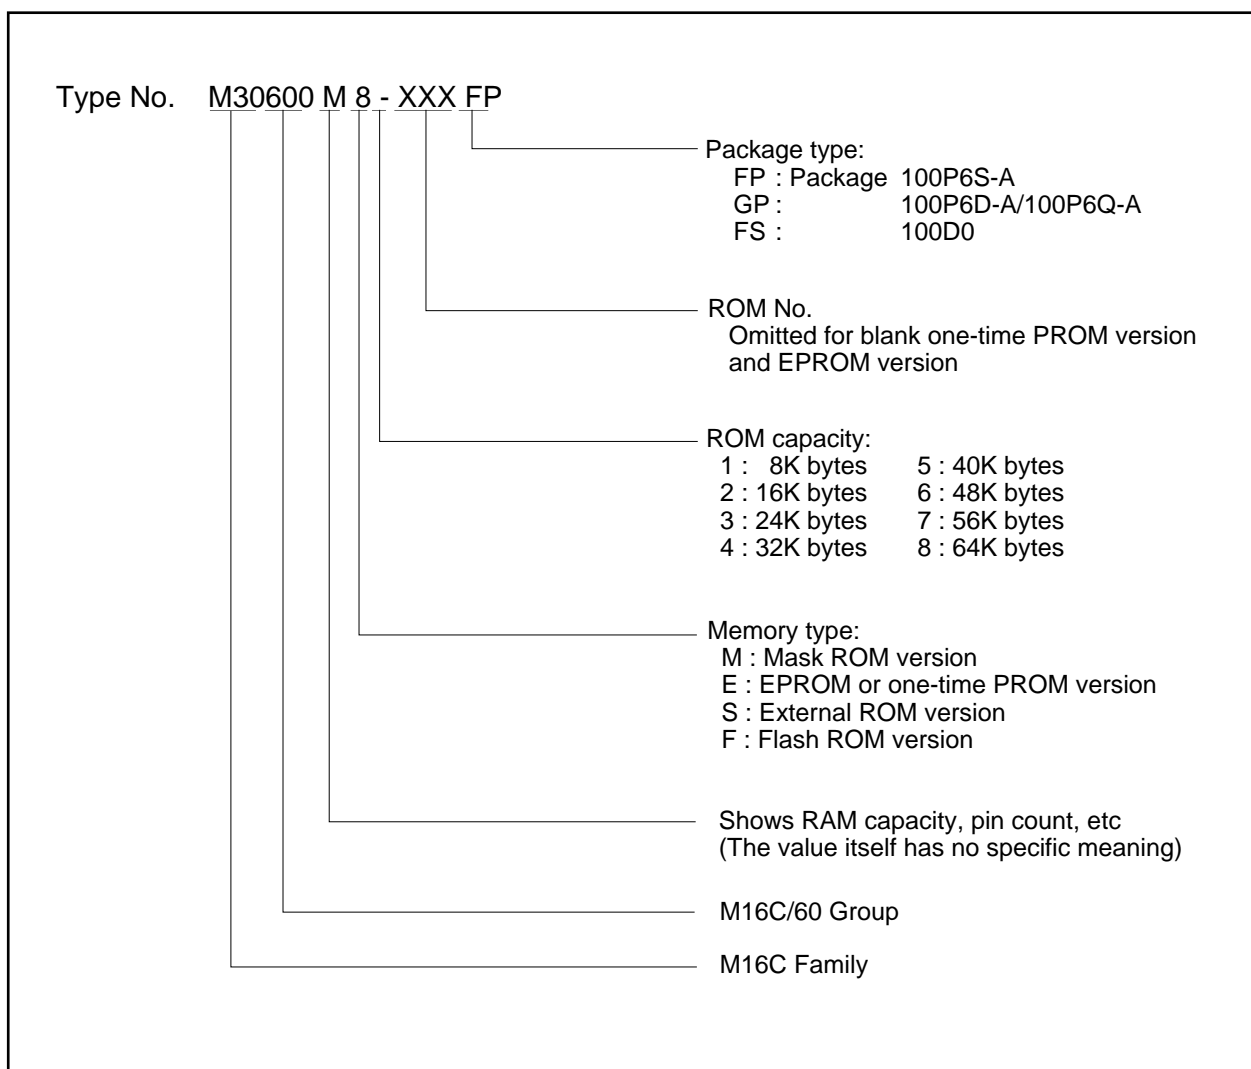 Type No. M30600 M 8 - XXX FP
Package type:
FP : Package 100P6S-A
GP : 100P6D-A/100P6Q-A
FS : 100D0
ROM No.
Omitted for blank one-time PROM version
and EPROM version
ROM capacity:
1 : 8K bytes 5 : 40K bytes
2 : 16K bytes 6 : 48K bytes
3 : 24K bytes 7 : 56K bytes
4 : 32K bytes 8 : 64K bytes
Memory type:
M : Mask ROM version
E : EPROM or one-time PROM version
S : External ROM version
F : Flash ROM version
Shows RAM capacity, pin count, etc
(The value itself has no specific meaning)
M16C/60 Group
M16C Family